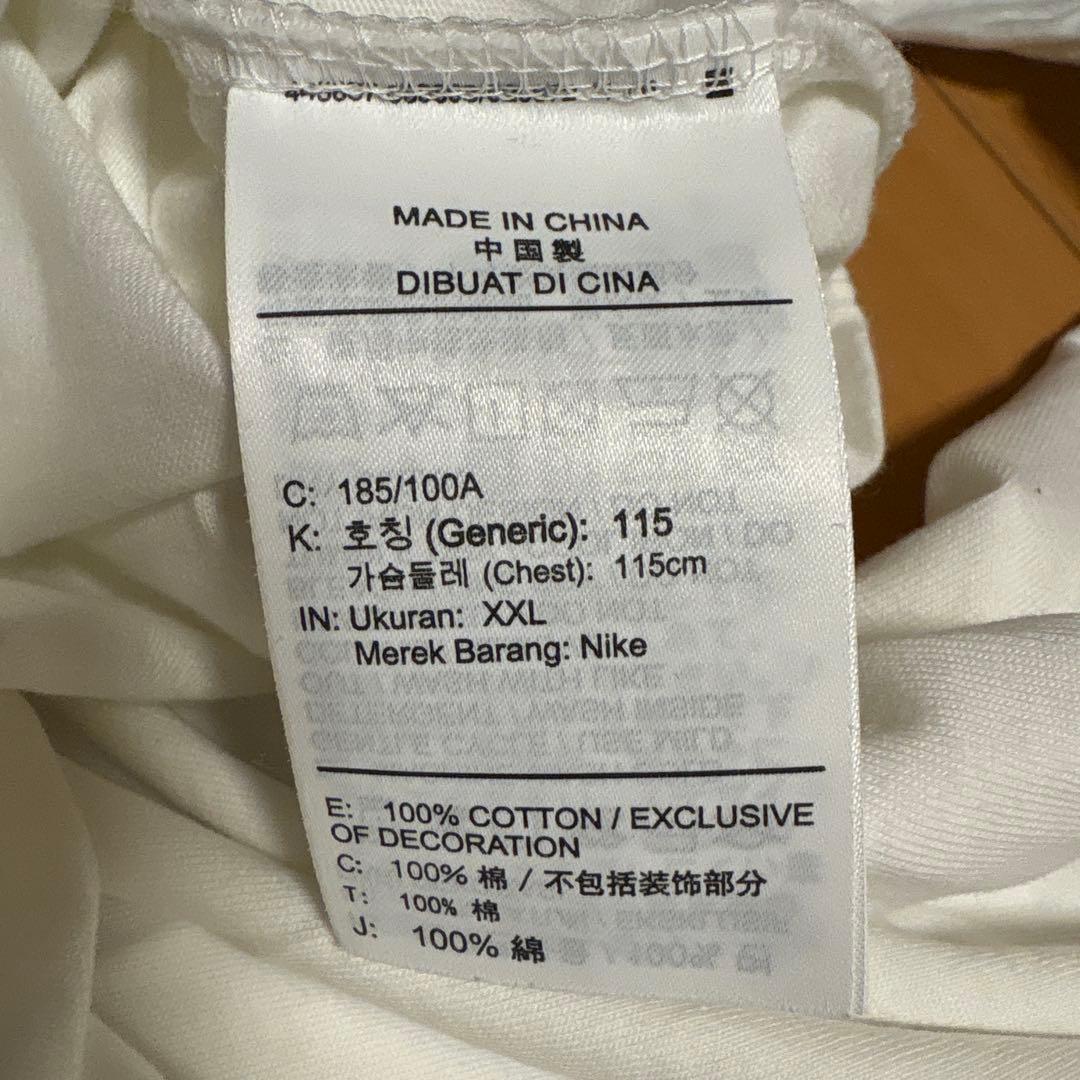 MADE IN CHINA
中国製
DIBUAT DI CINA
C: 185/100A
K: 호칭 (Generic): 115
가슴둘레 (Chest): 115cm
IN: Ukuran: XXL
Merek Barang: Nike
E: 100% COTTON / EXCLUSIVE
OF DECORATION
C: 100% 棉 / 不包括装饰部分
T: 100% 棉
J: 100% 綿